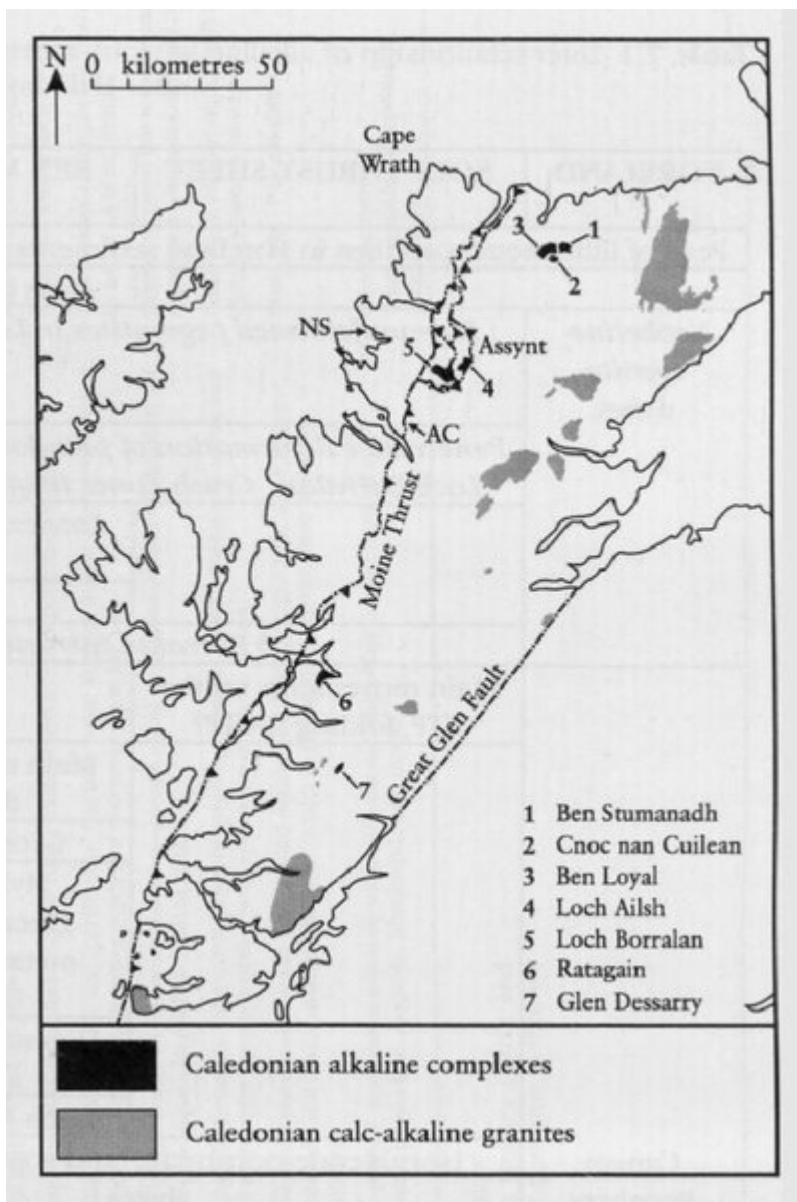 N
0 kilometres 50
Cape
Wrath
3
1
2
NS
Assynt
5
4
AC
Moine Thrust
6
Great Glen Fault
7
1 Ben Stumanadh
2 Cnoc nan Cuilean
3 Ben Loyal
4 Loch Ailsh
5 Loch Borralan
6 Ratagain
7 Glen Dessarry
Caledonian alkaline complexes
Caledonian calc-alkaline granites